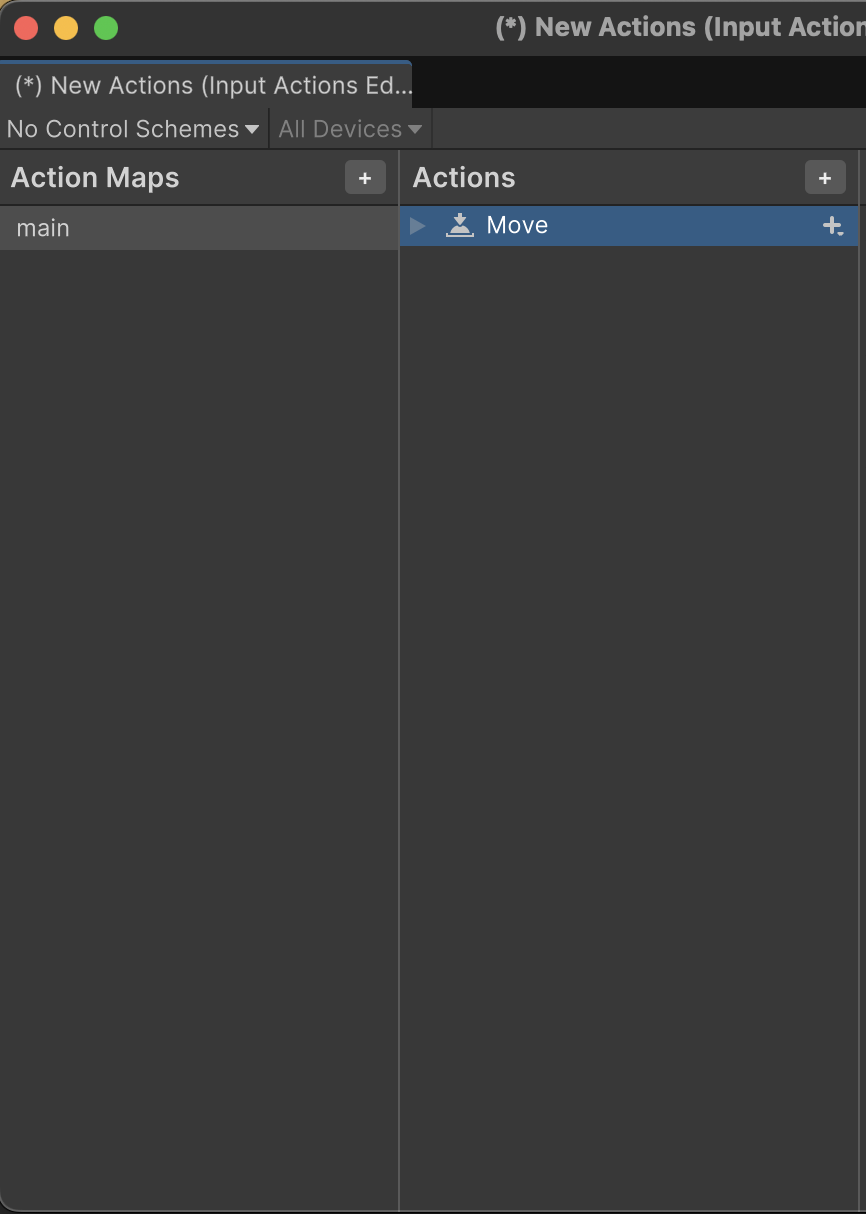 (*) New Actions (Input Action
(*) New Actions (Input Actions Ed...
No Control Schemes All Devices
Action Maps + Actions +
main
Move